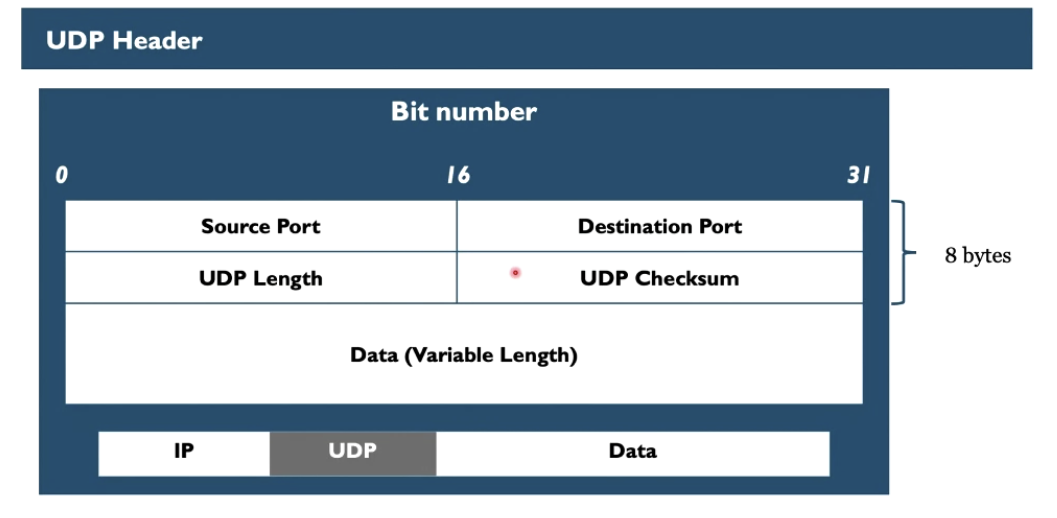 UDP Header
Bit number
0 16 31
Source Port Destination Port
8 bytes
UDP Length UDP Checksum
Data (Variable Length)
IP UDP Data